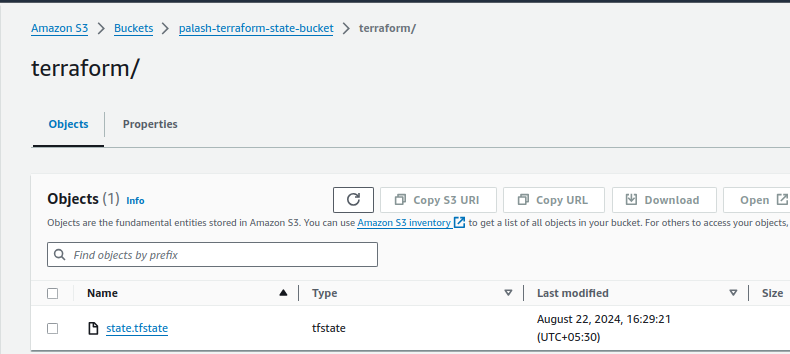 Amazon S3 > Buckets > palash-terraform-state-bucket > terraform/
terraform/
Objects Properties
Objects (1) Info
Copy S3 URI Copy URL Download Open
Objects are the fundamental entities stored in Amazon S3. You can use Amazon S3 inventory to get a list of all objects in your bucket. For others to access your objects,
Find objects by prefix
Name Type Last modified Size
state.tfstate tfstate August 22, 2024, 16:29:21
(UTC+05:30)